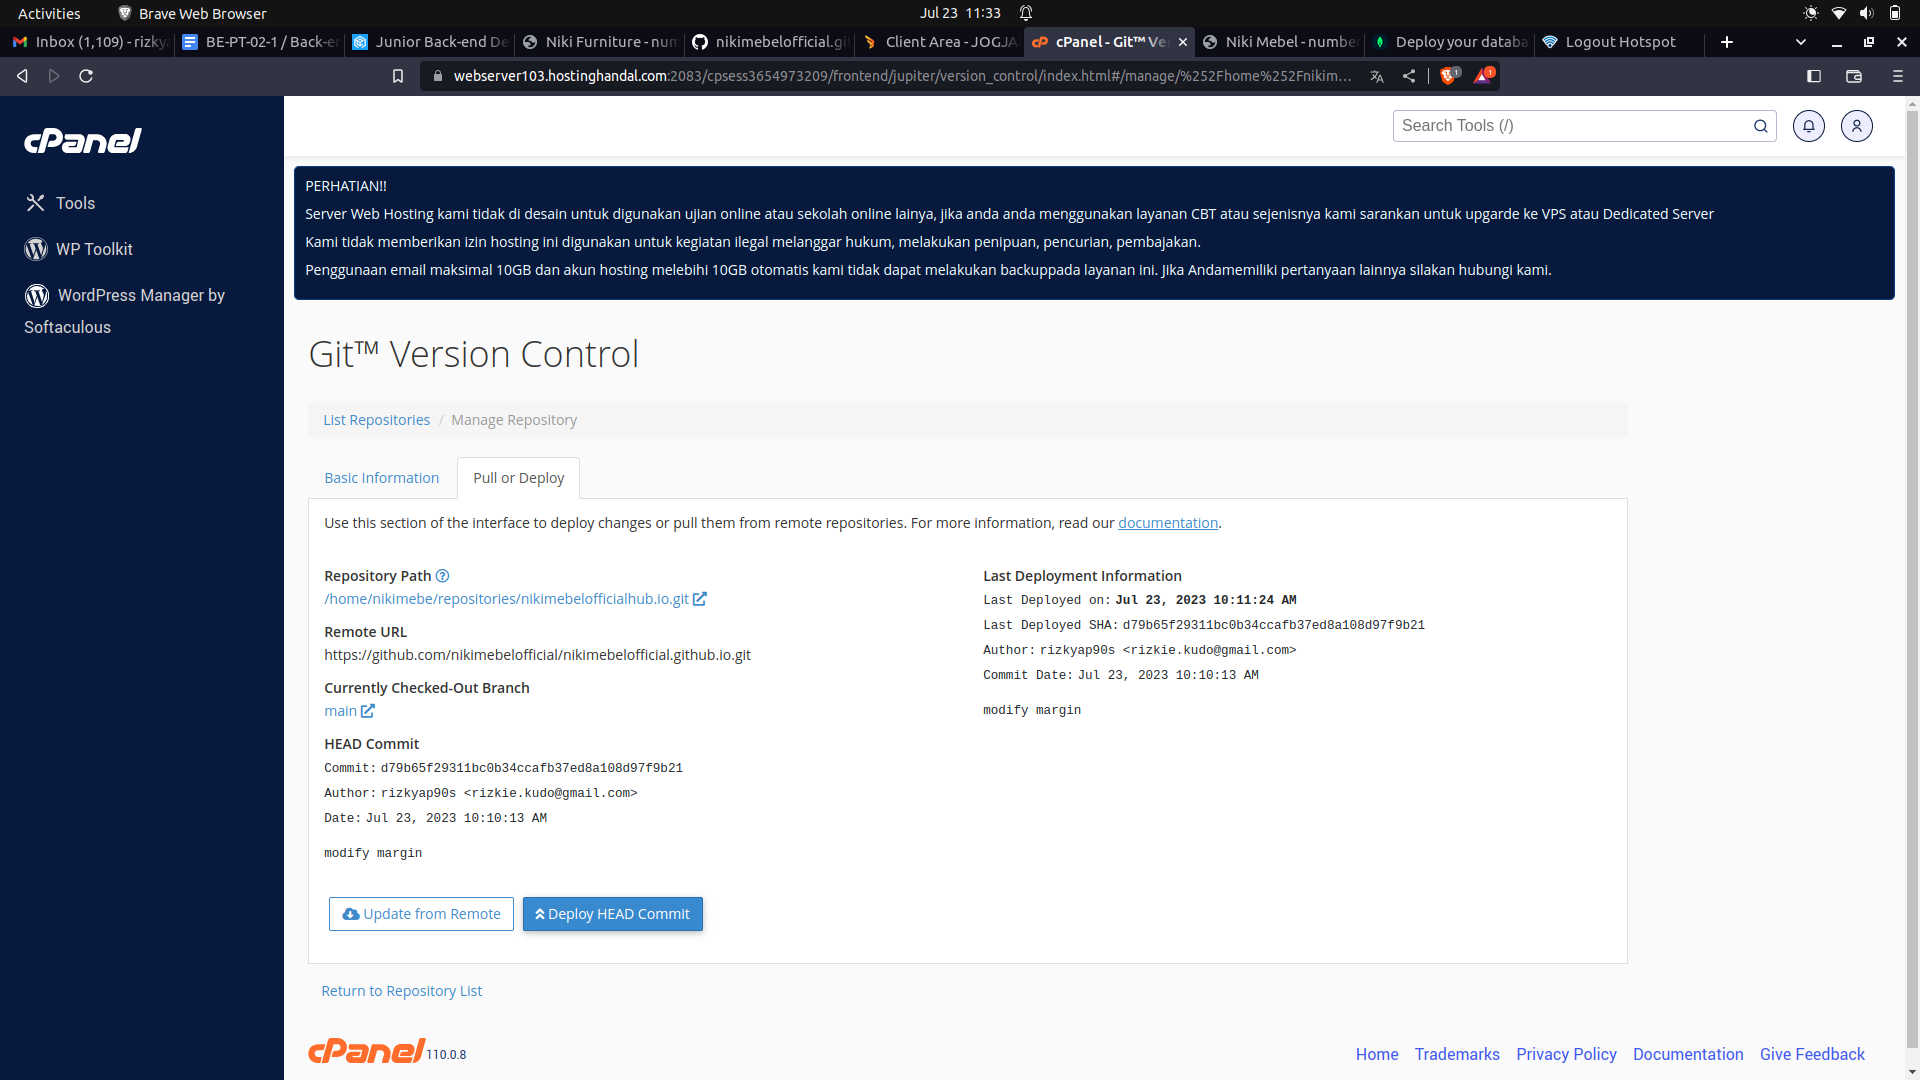 Activities
Brave Web Browser
Jul 23 11:33
Inbox (1,109) - rizky
BE-PT-02-1 / Back-e
Junior Back-end De
Niki Furniture - num
nikimebelofficial.gi
Client Area - JOGJA
cPanel - Git™ Ve
Niki Mebel - number
Deploy your databa
Logout Hotspot
webserver103.hostinghandal.com:2083/cpsess3654973209/frontend/jupiter/version_control/index.html#/manage/%252Fhome%252Fnikim...
1
1
cPanel
Search Tools (/)
Tools
WP Toolkit
WordPress Manager by
Softaculous
PERHATIAN!!
Server Web Hosting kami tidak di desain untuk digunakan ujian online atau sekolah online lainya, jika anda anda menggunakan layanan CBT atau sejenisnya kami sarankan untuk upgarde ke VPS atau Dedicated Server
Kami tidak memberikan izin hosting ini digunakan untuk kegiatan ilegal melanggar hukum, melakukan penipuan, pencurian, pembajakan.
Penggunaan email maksimal 10GB dan akun hosting melebihi 10GB otomatis kami tidak dapat melakukan backuppada layanan ini. Jika Andamemiliki pertanyaan lainnya silakan hubungi kami.
Git™ Version Control
List Repositories / Manage Repository
Basic Information
Pull or Deploy
Use this section of the interface to deploy changes or pull them from remote repositories. For more information, read our documentation.
Repository Path
/home/nikimebe/repositories/nikimebelofficialhub.io.git
Remote URL
https://github.com/nikimebelofficial/nikimebelofficial.github.io.git
Currently Checked-Out Branch
main
HEAD Commit
Commit: d79b65f29311bc0b34ccafb37ed8a108d97f9b21
Author: rizkyap90s <rizkie.kudo@gmail.com>
Date: Jul 23, 2023 10:10:13 AM
modify margin
Last Deployment Information
Last Deployed on: Jul 23, 2023 10:11:24 AM
Last Deployed SHA: d79b65f29311bc0b34ccafb37ed8a108d97f9b21
Author: rizkyap90s <rizkie.kudo@gmail.com>
Commit Date: Jul 23, 2023 10:10:13 AM
modify margin
Update from Remote
Deploy HEAD Commit
Return to Repository List
cPanel 110.0.8
Home
Trademarks
Privacy Policy
Documentation
Give Feedback